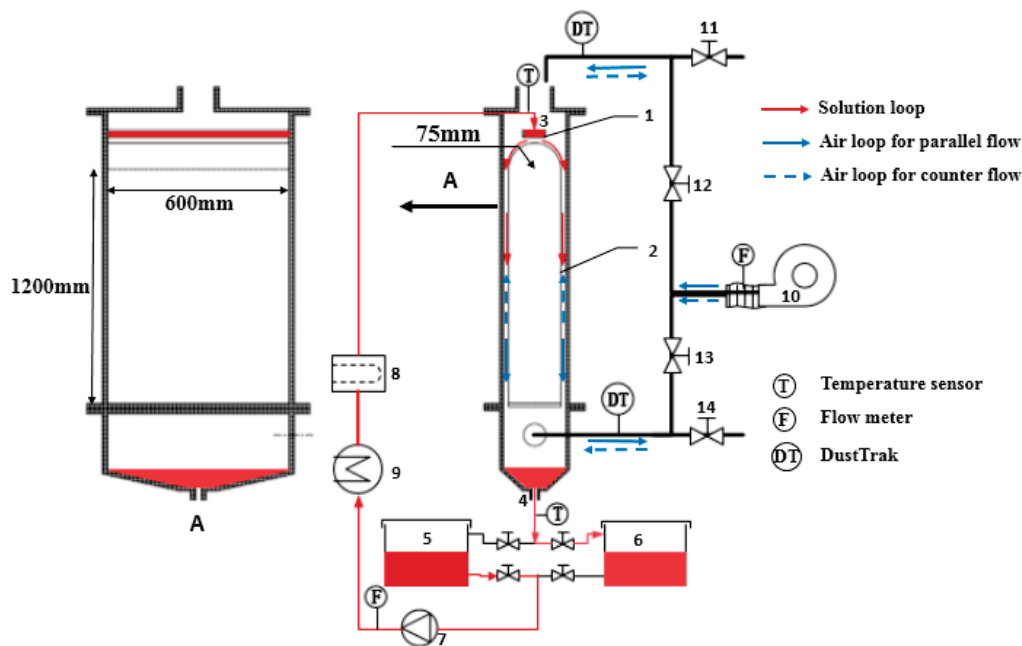 DT
11
T
3
1
Solution loop
75mm
Air loop for parallel flow
A
12
Air loop for counter flow
600mm
2
F
1200mm
10
13
8
T
Temperature sensor
DT
14
F
Flow meter
9
DT
DustTrak
4
A
T
5
6
F
7